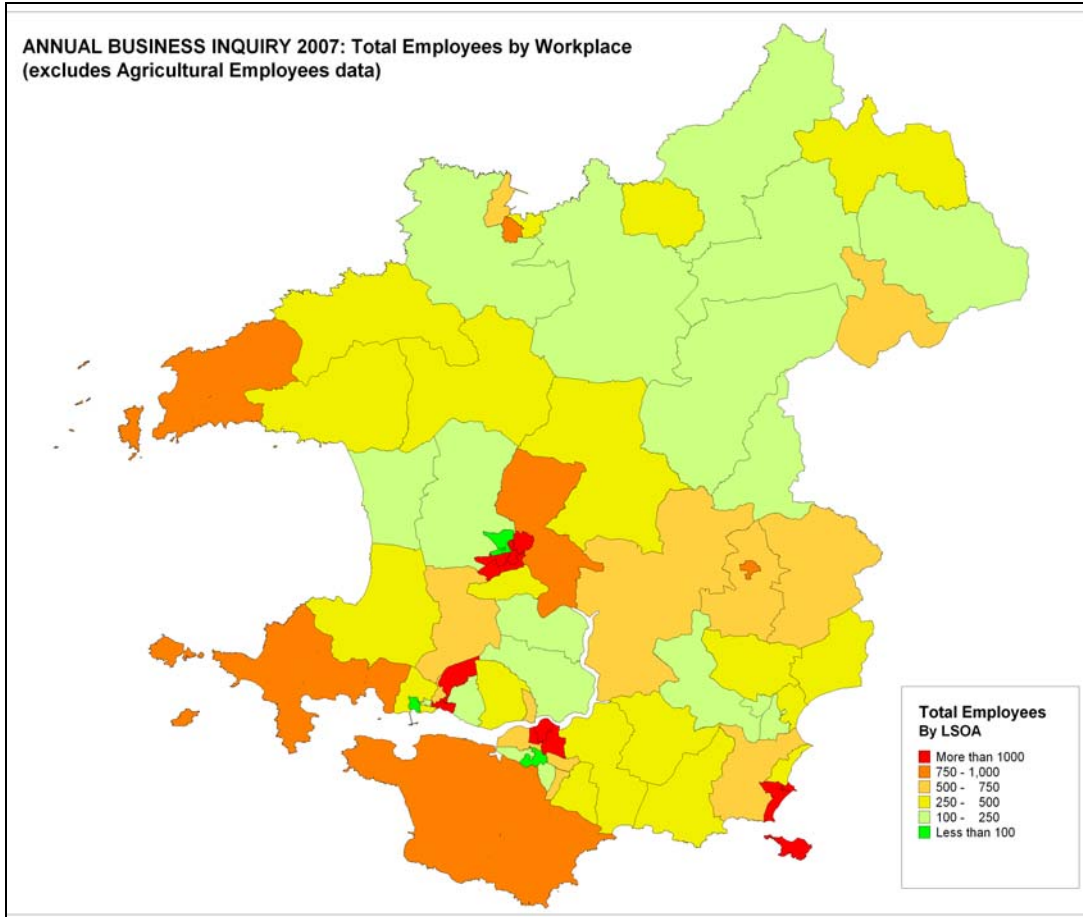 ANNUAL BUSINESS INQUIRY 2007: Total Employees by Workplace
(excludes Agricultural Employees data)
Total Employees
By LSOA
More than 1000
750 - 1,000
500 - 750
250 - 500
100 - 250
Less than 100